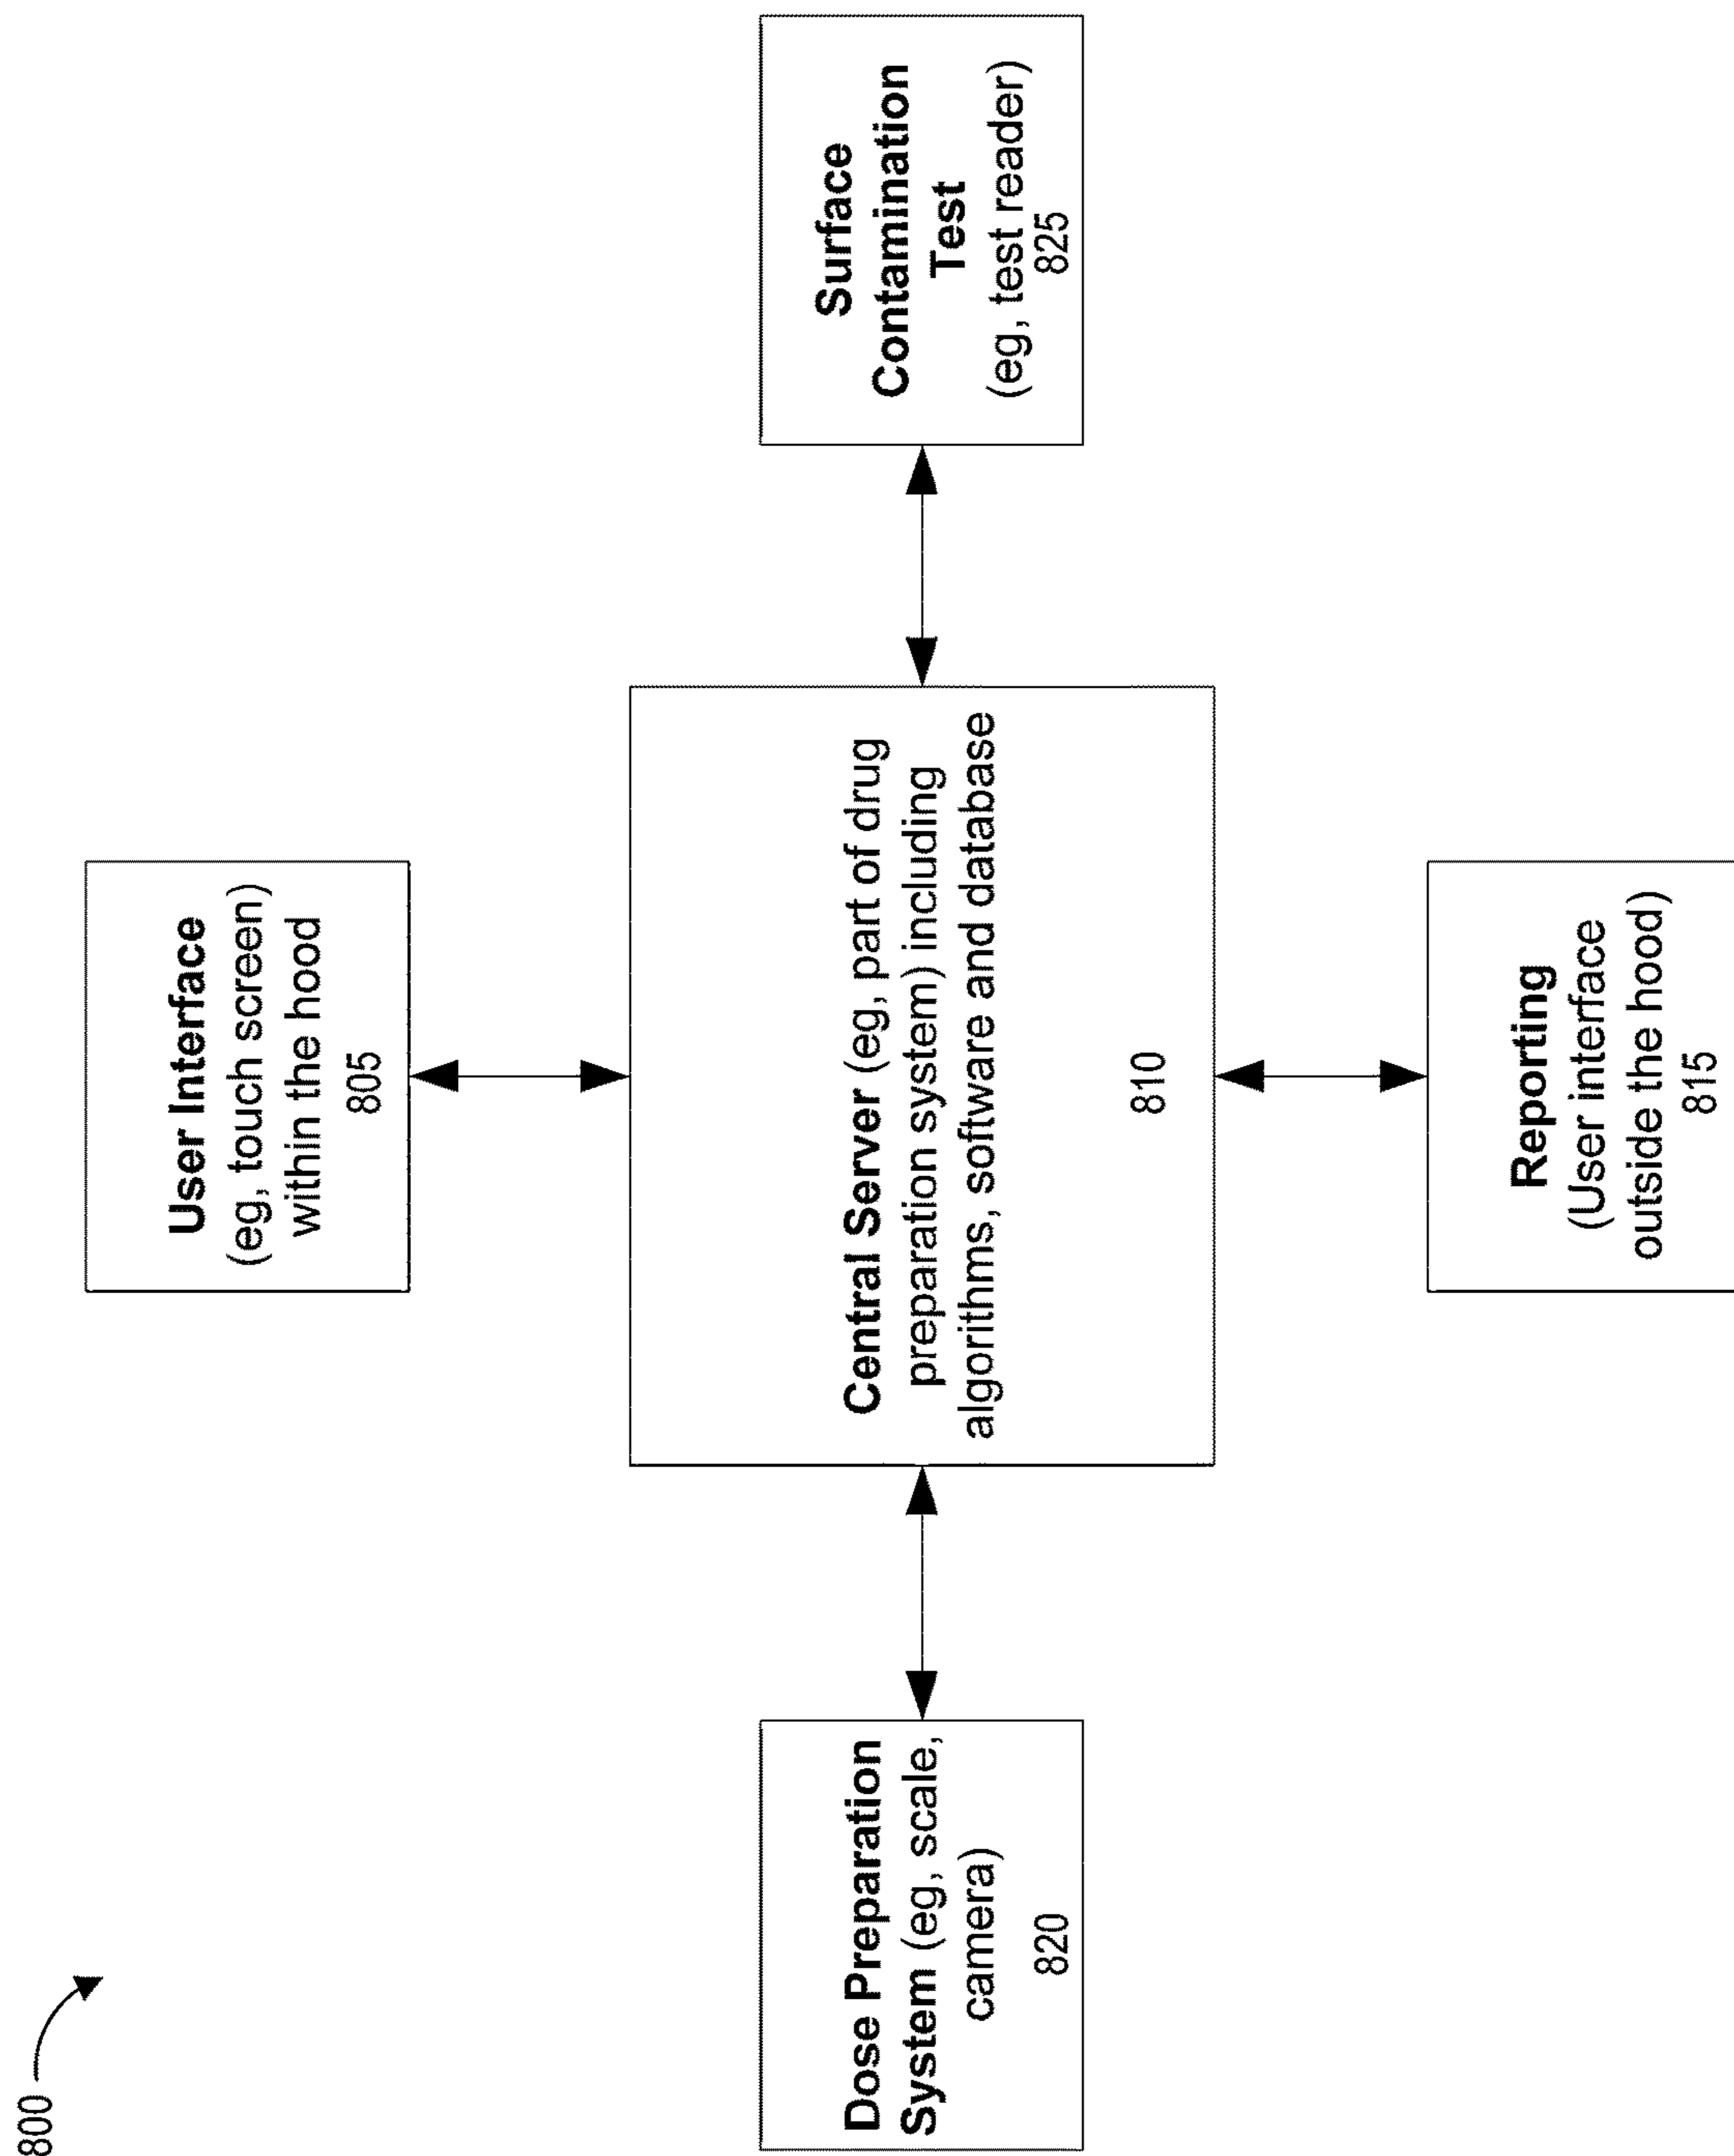 800
User Interface
(eg, touch screen)
within the hood
805
Dose Preparation
System (eg, scale,
camera)
820
Central Server (eg, part of drug
preparation system) including
algorithms, software and database
810
Surface
Contamination
Test
(eg, test reader)
825
Reporting
(User interface
outside the hood)
815